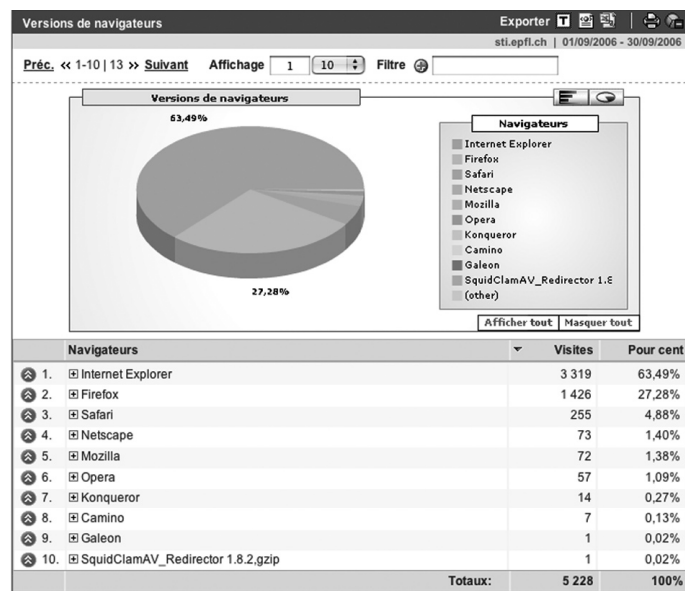 Versions de navigateurs Exporter T
sti.epfl.ch | 01/09/2006 - 30/09/2006
Préc. << 1-10 | 13 >> Suivant Affichage 1 10 Filtre
Versions de navigateurs
63,49%
27,28%
Navigateurs
Internet Explorer
Firefox
Safari
Netscape
Mozilla
Opera
Konqueror
Camino
Galeon
SquidClamAV_Redirector 1.8
(other)
Afficher tout Masquer tout
Navigateurs Visites Pour cent
1. Internet Explorer 3 319 63,49%
2. Firefox 1 426 27,28%
3. Safari 255 4,88%
4. Netscape 73 1,40%
5. Mozilla 72 1,38%
6. Opera 57 1,09%
7. Konqueror 14 0,27%
8. Camino 7 0,13%
9. Galeon 1 0,02%
10. SquidClamAV_Redirector 1.8.2,gzip 1 0,02%
Totaux: 5 228 100%